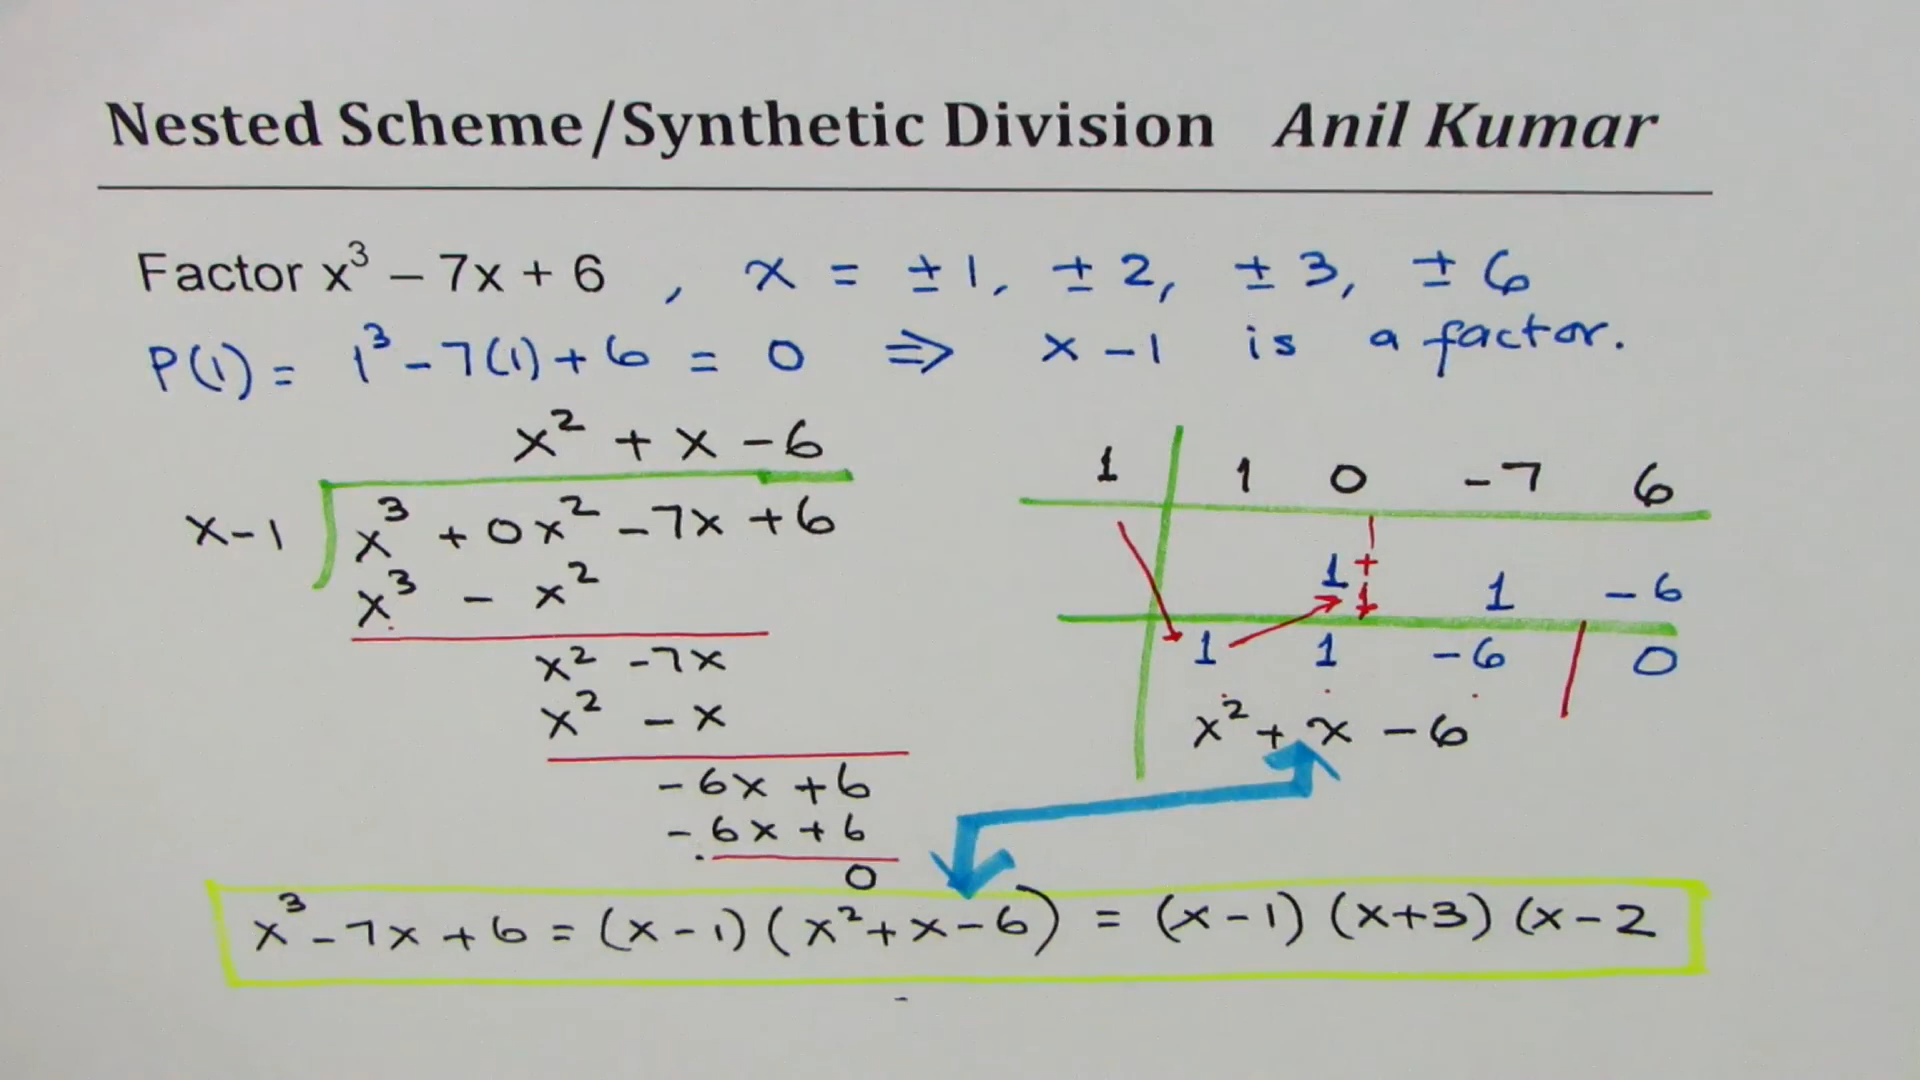 Nested Scheme/Synthetic Division Anil Kumar
Factor x³ – 7x + 6 , x = ±1, ±2, ±3, ±6
P(1) = 1³ - 7(1) + 6 = 0 ⇒ x - 1 is a factor.
x² + x - 6
x-1 x³ + 0x² - 7x + 6
x³ - x²
x² - 7x
x² - x
-6x + 6
-6x + 6
0
1 1 0 -7 6
+
1 1 -6
1 1 -6 0
x² + x - 6
x³ - 7x + 6 = (x - 1) (x² + x - 6) = (x - 1) (x + 3) (x - 2